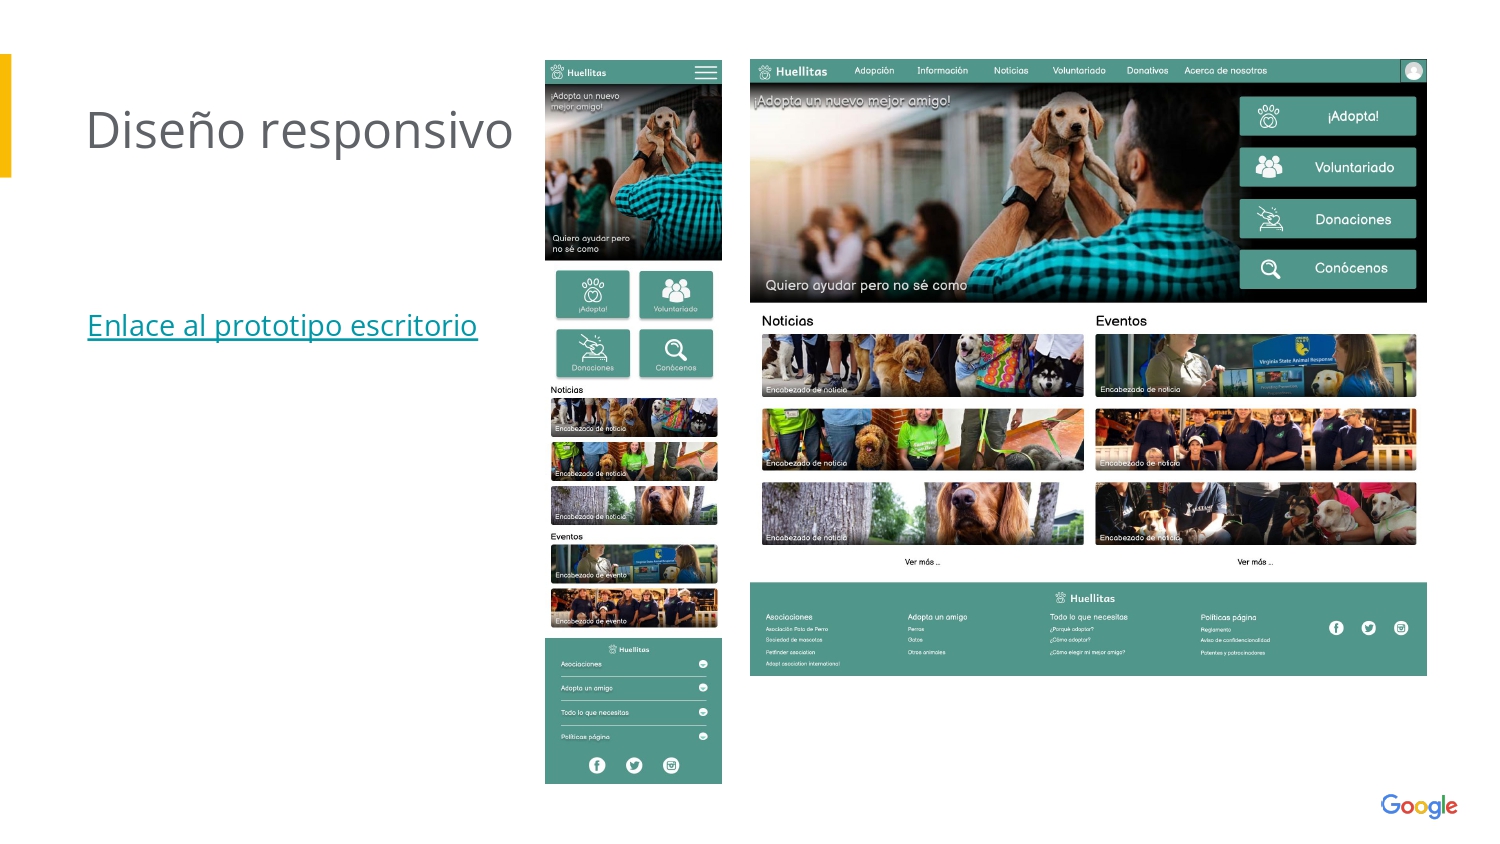 Diseño responsivo
Enlace al prototipo escritorio
Huellitas
¡Adopta un nuevo
mejor amigo!
Quiero ayudar pero
no sé como
¡Adopta!
Voluntariado
Donaciones
Conócenos
Noticias
Encabezado de noticia
Encabezado de noticia
Encabezado de noticia
Eventos
Encabezado de evento
Encabezado de evento
Huellitas
Asociaciones
Adopta un amigo
Todo lo que necesitas
Políticas página
Huellitas Adopción Información Noticias Voluntariado Donativos Acerca de nosotros
¡Adopta un nuevo mejor amigo!
¡Adopta!
Voluntariado
Donaciones
Conócenos
Quiero ayudar pero no sé como
Noticias
Encabezado de noticia
Encabezado de noticia
Encabezado de noticia
Ver más ...
Eventos
Virginia State Animal Response
Encabezado de noticia
Encabezado de noticia
Encabezado de noticia
Ver más ...
Huellitas
Asociaciones
Asociación Pata de Perro
Sociedad de mascotas
Petfinder asociation
Adopt asociation international
Adopta un amigo
Perros
Gatos
Otros animales
Todo lo que necesitas
¿Porqué adoptar?
¿Cómo adoptar?
¿Cómo elegir mi mejor amigo?
Políticas página
Reglamento
Aviso de confidencionalidad
Patentes y patrocinadores
Google